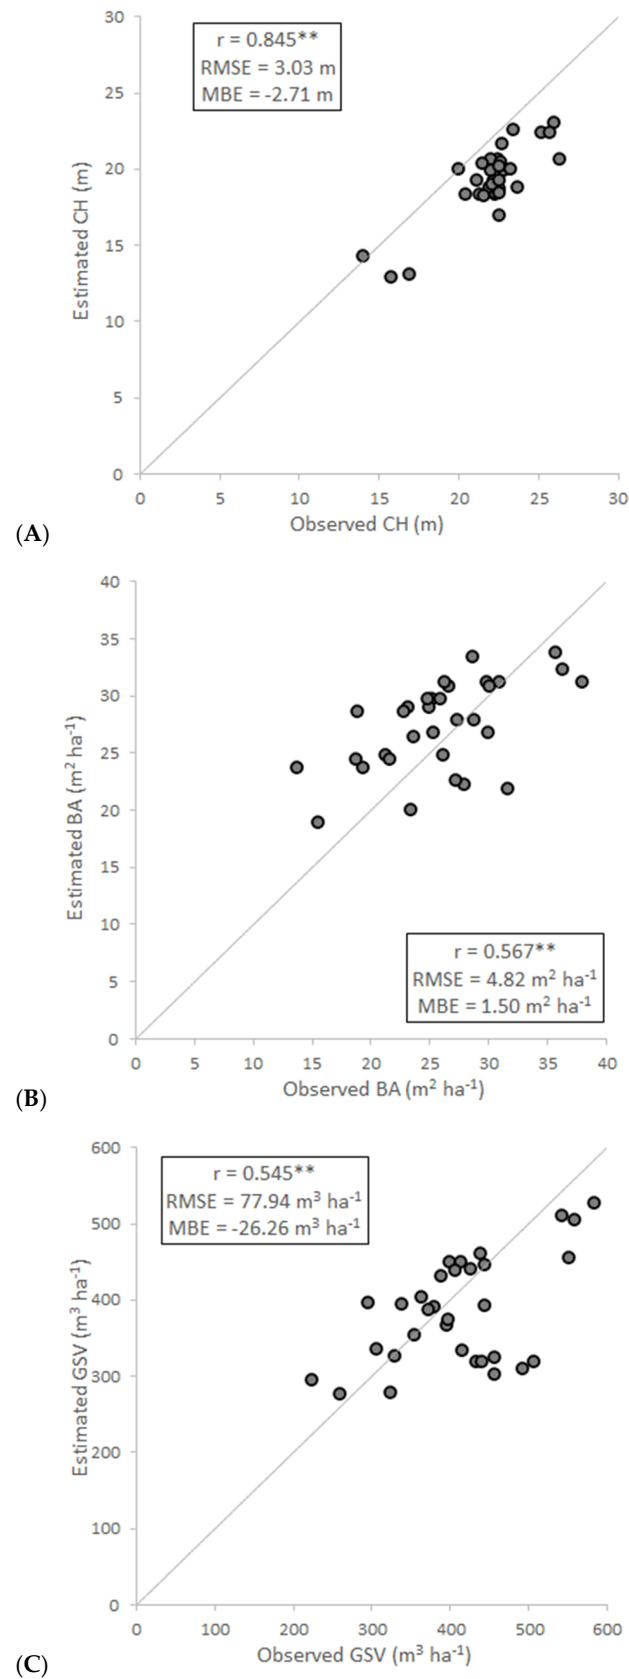 30
25
20
15
10
5
0
Estimated CH (m)
r = 0.845**
RMSE = 3.03 m
MBE = -2.71 m
0 5 10 15 20 25 30
Observed CH (m)
(A)
40
35
30
25
20
15
10
5
0
Estimated BA (m² ha⁻¹)
r = 0.567**
RMSE = 4.82 m² ha⁻¹
MBE = 1.50 m² ha⁻¹
0 5 10 15 20 25 30 35 40
Observed BA (m² ha⁻¹)
(B)
600
500
400
300
200
100
0
Estimated GSV (m³ ha⁻¹)
r = 0.545**
RMSE = 77.94 m³ ha⁻¹
MBE = -26.26 m³ ha⁻¹
0 100 200 300 400 500 600
Observed GSV (m³ ha⁻¹)
(C)